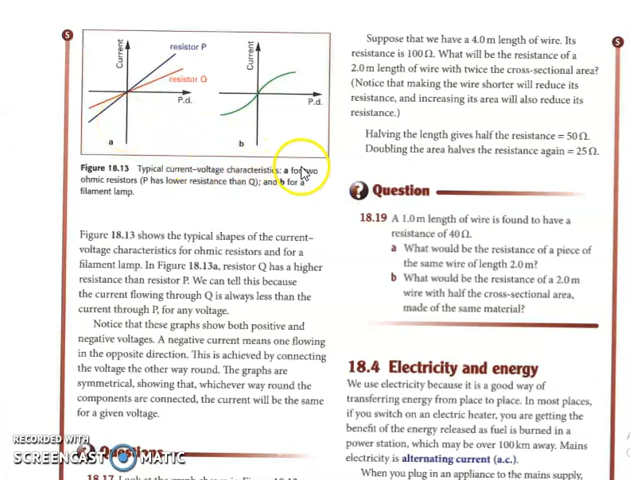 S
S
Current
resistor P
resistor Q
P.d.
a
Current
P.d.
b
Figure 18.13 Typical current–voltage characteristics: a for two
ohmic resistors (P has lower resistance than Q); and b for a
filament lamp.
Figure 18.13 shows the typical shapes of the current–
voltage characteristics for ohmic resistors and for a
filament lamp. In Figure 18.13a, resistor Q has a higher
resistance than resistor P. We can tell this because
the current flowing through Q is always less than the
current through P, for any voltage.
Notice that these graphs show both positive and
negative voltages. A negative current means one flowing
in the opposite direction. This is achieved by connecting
the voltage the other way round. The graphs are
symmetrical, showing that, whichever way round the
components are connected, the current will be the same
for a given voltage.
Questions
RECORDED WITH
SCREENCAST MATIC
Suppose that we have a 4.0 m length of wire. Its
resistance is 100 Ω. What will be the resistance of a
2.0 m length of wire with twice the cross-sectional area?
(Notice that making the wire shorter will reduce its
resistance, and increasing its area will also reduce its
resistance.)
Halving the length gives half the resistance = 50 Ω.
Doubling the area halves the resistance again = 25 Ω.
? Question
18.19 A 1.0 m length of wire is found to have a
resistance of 40 Ω.
a What would be the resistance of a piece of
the same wire of length 2.0 m?
b What would be the resistance of a 2.0 m
wire with half the cross-sectional area,
made of the same material?
18.4 Electricity and energy
We use electricity because it is a good way of
transferring energy from place to place. In most places,
if you switch on an electric heater, you are getting the
benefit of the energy released as fuel is burned in a
power station, which may be over 100 km away. Mains
electricity is alternating current (a.c.).
When you plug in an appliance to the mains supply,